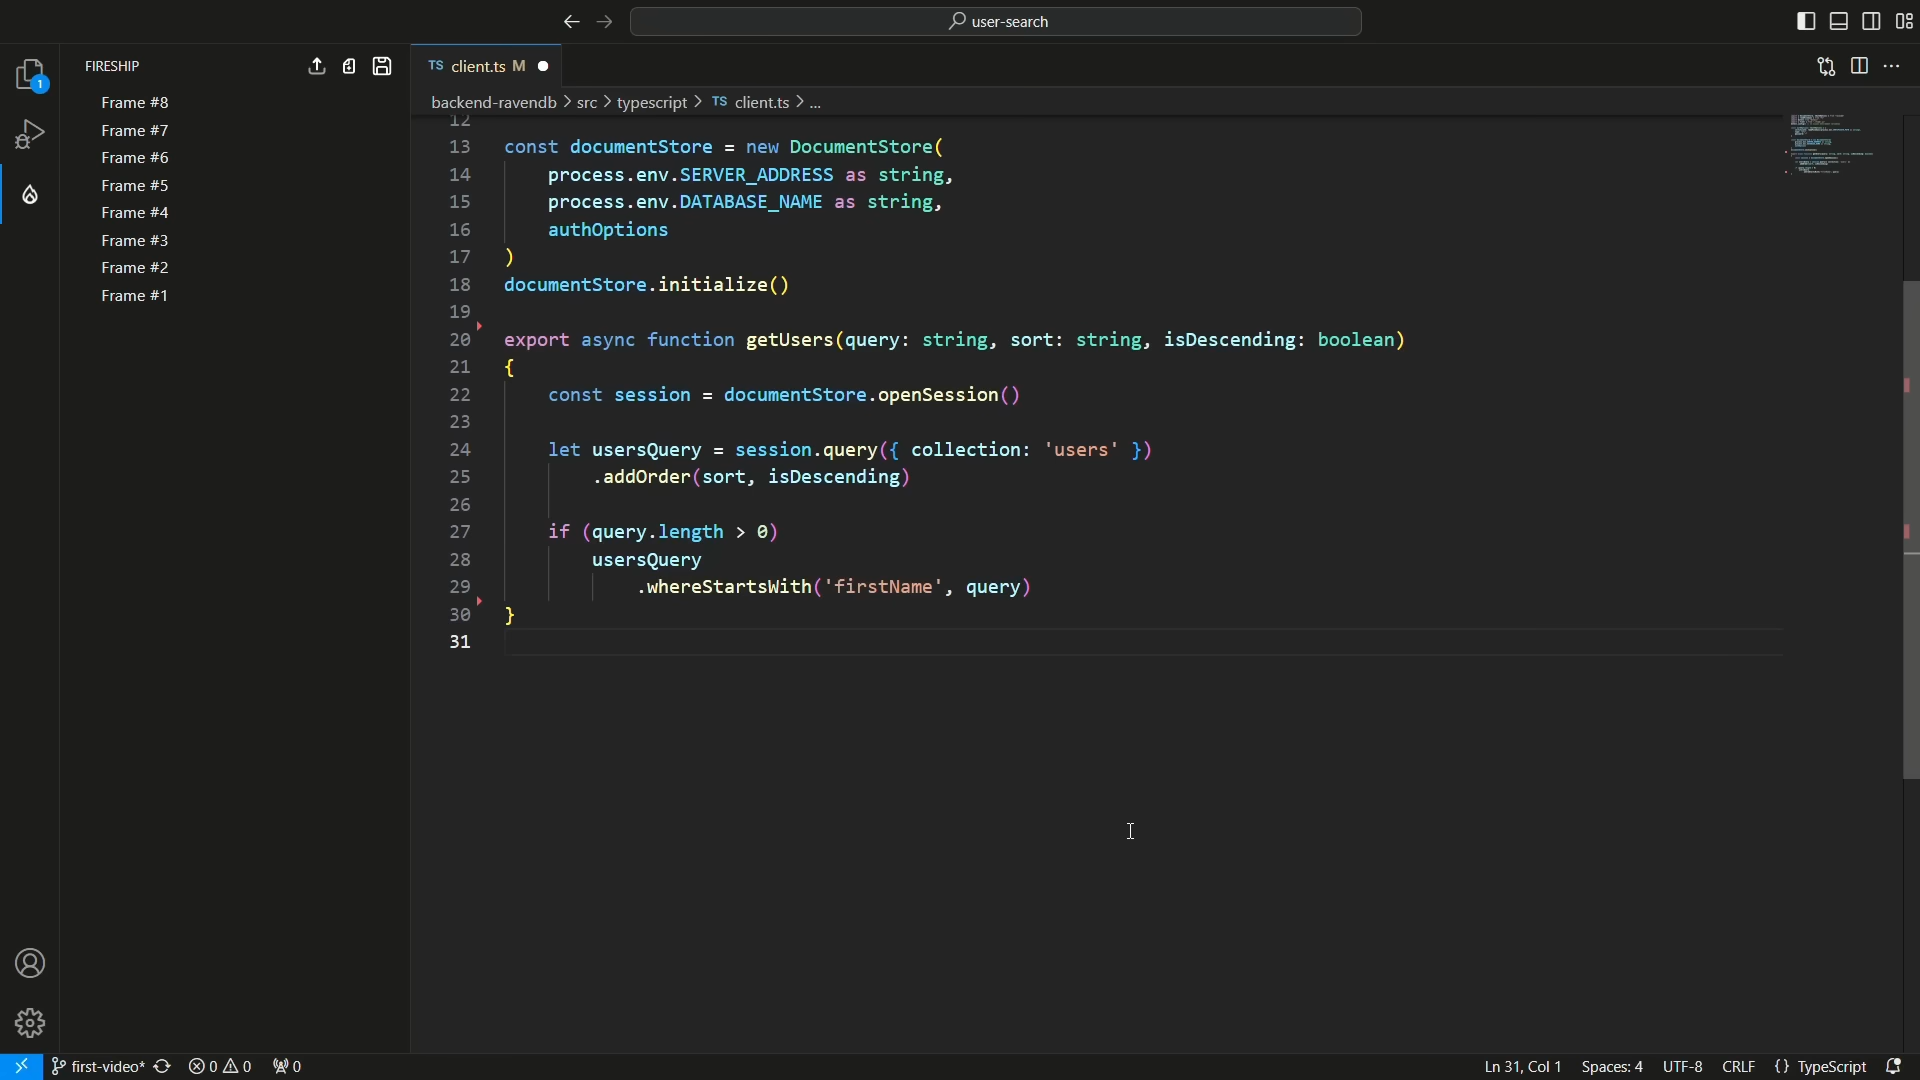 user-search
FIRESHIP
Frame #8
Frame #7
Frame #6
Frame #5
Frame #4
Frame #3
Frame #2
Frame #1
1
TS client.ts M
backend-ravendb > src > typescript > TS client.ts > ...
12
13 const documentStore = new DocumentStore(
14 process.env.SERVER_ADDRESS as string,
15 process.env.DATABASE_NAME as string,
16 authOptions
17 )
18 documentStore.initialize()
19
20 export async function getUsers(query: string, sort: string, isDescending: boolean)
21 {
22 const session = documentStore.openSession()
23
24 let usersQuery = session.query({ collection: 'users' })
25 .addOrder(sort, isDescending)
26
27 if (query.length > 0)
28 usersQuery
29 .whereStartsWith('firstName', query)
30 }
31
first-video* 0 0 0
Ln 31, Col 1 Spaces: 4 UTF-8 CRLF {} TypeScript